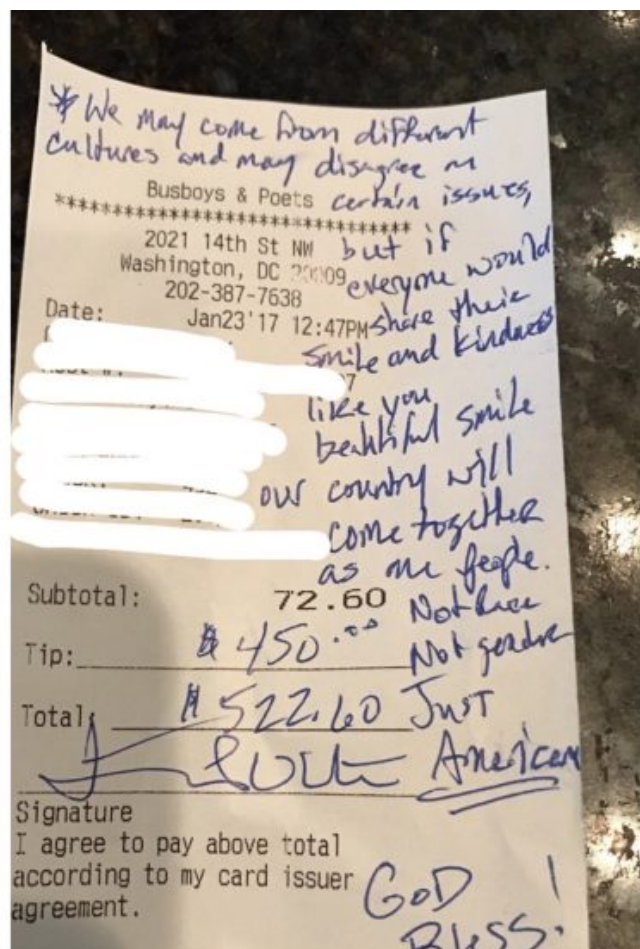 * We may come from different
cultures and may disagree on
Busboys & Poets certain issues,
*******************************
2021 14th St NW but if
Washington, DC 20009 everyone would
202-387-7638
Date: Jan23'17 12:47PM share their
smile and kindness
7
like you
beautiful smile
our country will
come together
as one people.
Subtotal: 72.60 Not Race
Tip: $450.00 Not gender
Total: $522.60 Just
American
Signature
I agree to pay above total
according to my card issuer GOD
agreement. Bless!